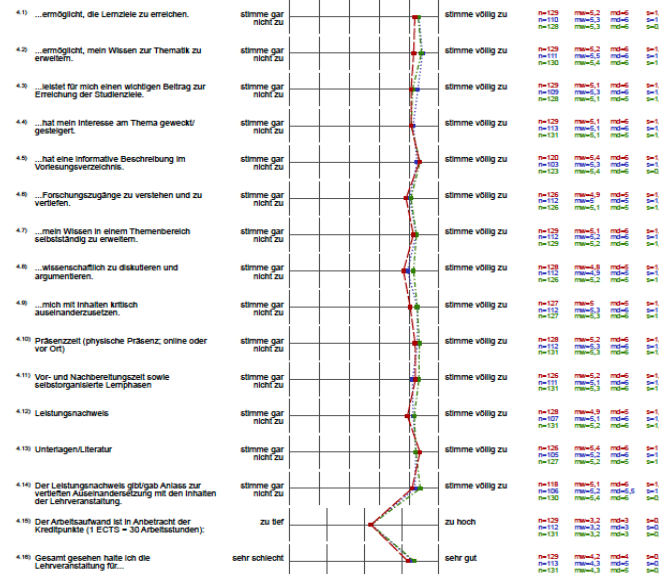 4.1) ...ermöglicht, die Lernziele zu erreichen. stimme gar nicht zu stimme völlig zu n=129 mw=5,2 md=6
n=110 mw=5,3 md=6
n=128 mw=5,3 md=6
4.2) ...ermöglicht, mein Wissen zur Thematik zu erweitern. stimme gar nicht zu stimme völlig zu n=129 mw=5,2 md=6
n=111 mw=5,5 md=6
n=130 mw=5,4 md=6
4.3) ...leistet für mich einen wichtigen Beitrag zur Erreichung der Studienziele. stimme gar nicht zu stimme völlig zu n=129 mw=5,1 md=6
n=109 mw=5,3 md=6
n=128 mw=5,1 md=5
4.4) ...hat mein Interesse am Thema geweckt/ gesteigert. stimme gar nicht zu stimme völlig zu n=129 mw=5,1 md=6
n=113 mw=5,1 md=6
n=131 mw=5,1 md=5
4.5) ...hat eine informative Beschreibung im Vorlesungsverzeichnis. stimme gar nicht zu stimme völlig zu n=120 mw=5,4 md=6
n=103 mw=5,3 md=6
n=123 mw=5,4 md=6
4.6) ...Forschungszugänge zu verstehen und zu vertiefen. stimme gar nicht zu stimme völlig zu n=126 mw=4,9 md=5
n=112 mw=5 md=5
n=126 mw=5,1 md=5
4.7) ...mein Wissen in einem Themenbereich selbstständig zu erweitern. stimme gar nicht zu stimme völlig zu n=129 mw=5,1 md=6
n=112 mw=5,2 md=6
n=129 mw=5,2 md=6
4.8) ...wissenschaftlich zu diskutieren und argumentieren. stimme gar nicht zu stimme völlig zu n=128 mw=4,8 md=5
n=112 mw=4,9 md=5
n=126 mw=5,2 md=5
4.9) ...mich mit Inhalten kritisch auseinanderzusetzen. stimme gar nicht zu stimme völlig zu n=127 mw=5 md=5
n=112 mw=5,3 md=6
n=127 mw=5,3 md=6
4.10) Präsenzzeit (physische Präsenz; online oder vor Ort) stimme gar nicht zu stimme völlig zu n=128 mw=5,2 md=6
n=112 mw=5,3 md=6
n=131 mw=5,3 md=6
4.11) Vor- und Nachbereitungszeit sowie selbstorganisierte Lernphasen stimme gar nicht zu stimme völlig zu n=126 mw=5,2 md=5
n=111 mw=5,1 md=5
n=131 mw=5,3 md=6
4.12) Leistungsnachweis stimme gar nicht zu stimme völlig zu n=128 mw=4,9 md=5
n=107 mw=5,1 md=5
n=131 mw=5,2 md=6
4.13) Unterlagen/Literatur stimme gar nicht zu stimme völlig zu n=126 mw=5,4 md=6
n=105 mw=5,2 md=6
n=127 mw=5,2 md=5
4.14) Der Leistungsnachweis gibt/gab Anlass zur vertieften Auseinandersetzung mit den Inhalten der Lehrveranstaltung. stimme gar nicht zu stimme völlig zu n=118 mw=5,1 md=6
n=106 mw=5,2 md=5,5
n=130 mw=5,4 md=6
4.15) Der Arbeitsaufwand ist in Anbetracht der Kreditpunkte (1 ECTS = 30 Arbeitsstunden): zu tief zu hoch n=129 mw=3,2 md=3
n=112 mw=3,2 md=3
n=131 mw=3,2 md=3
4.16) Gesamt gesehen halte ich die Lehrveranstaltung für... sehr schlecht sehr gut n=129 mw=4,2 md=4
n=113 mw=4,3 md=5
n=131 mw=4,3 md=5